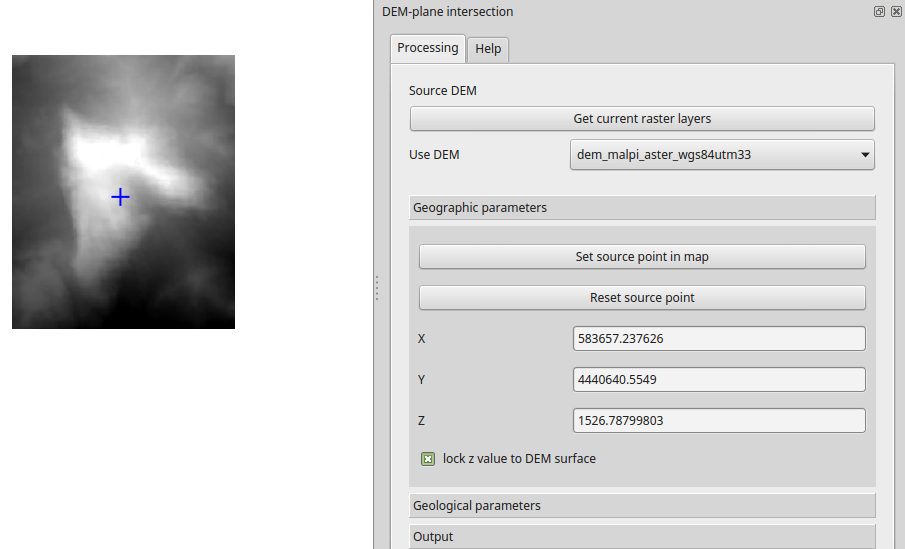 DEM-plane intersection
Processing
Help
Source DEM
Get current raster layers
Use DEM
dem_malpi_aster_wgs84utm33
Geographic parameters
Set source point in map
Reset source point
X
583657.237626
Y
4440640.5549
Z
1526.78799803
lock z value to DEM surface
Geological parameters
Output